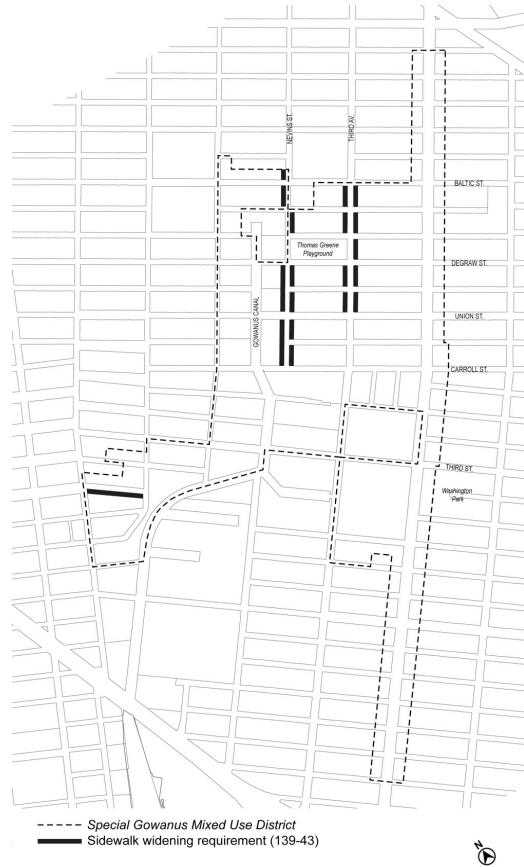 NEVINS ST.
THIRD AV.
BALTIC ST.
Thomas Greene
Playground
DEGRAW ST.
GOWANUS CANAL
UNION ST.
CARROLL ST.
THIRD ST.
Washington
Park
Special Gowanus Mixed Use District
Sidewalk widening requirement (139-43)
N